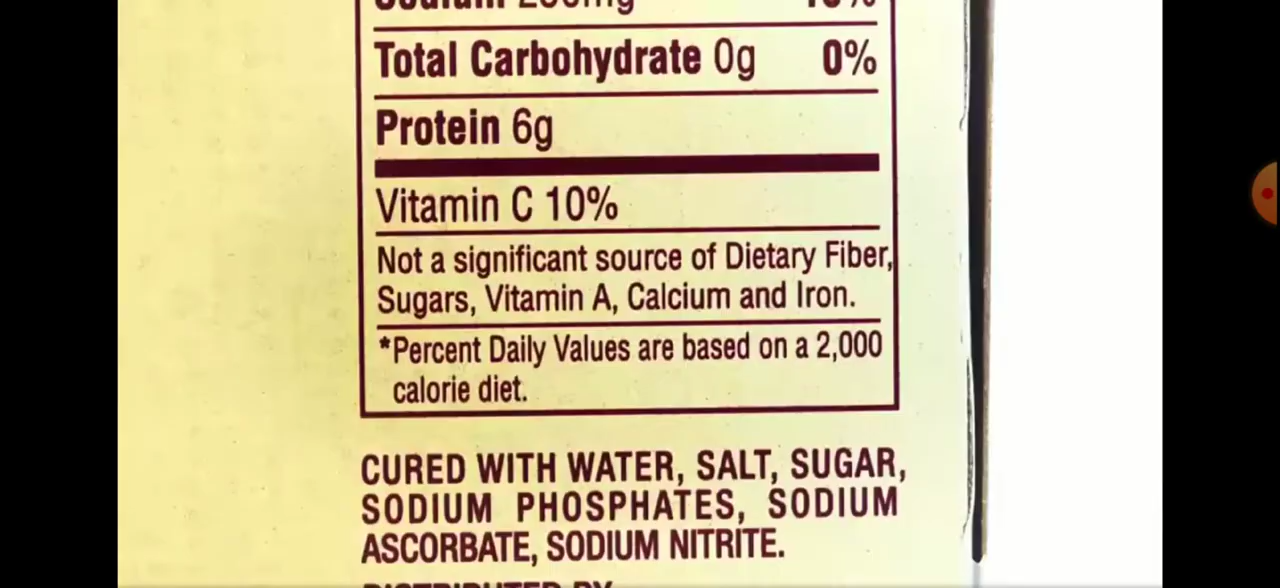 Total Carbohydrate 0g 0%
Protein 6g
Vitamin C 10%
Not a significant source of Dietary Fiber,
Sugars, Vitamin A, Calcium and Iron.
*Percent Daily Values are based on a 2,000
calorie diet.
CURED WITH WATER, SALT, SUGAR,
SODIUM PHOSPHATES, SODIUM
ASCORBATE, SODIUM NITRITE.
DISTRIBUTED BY